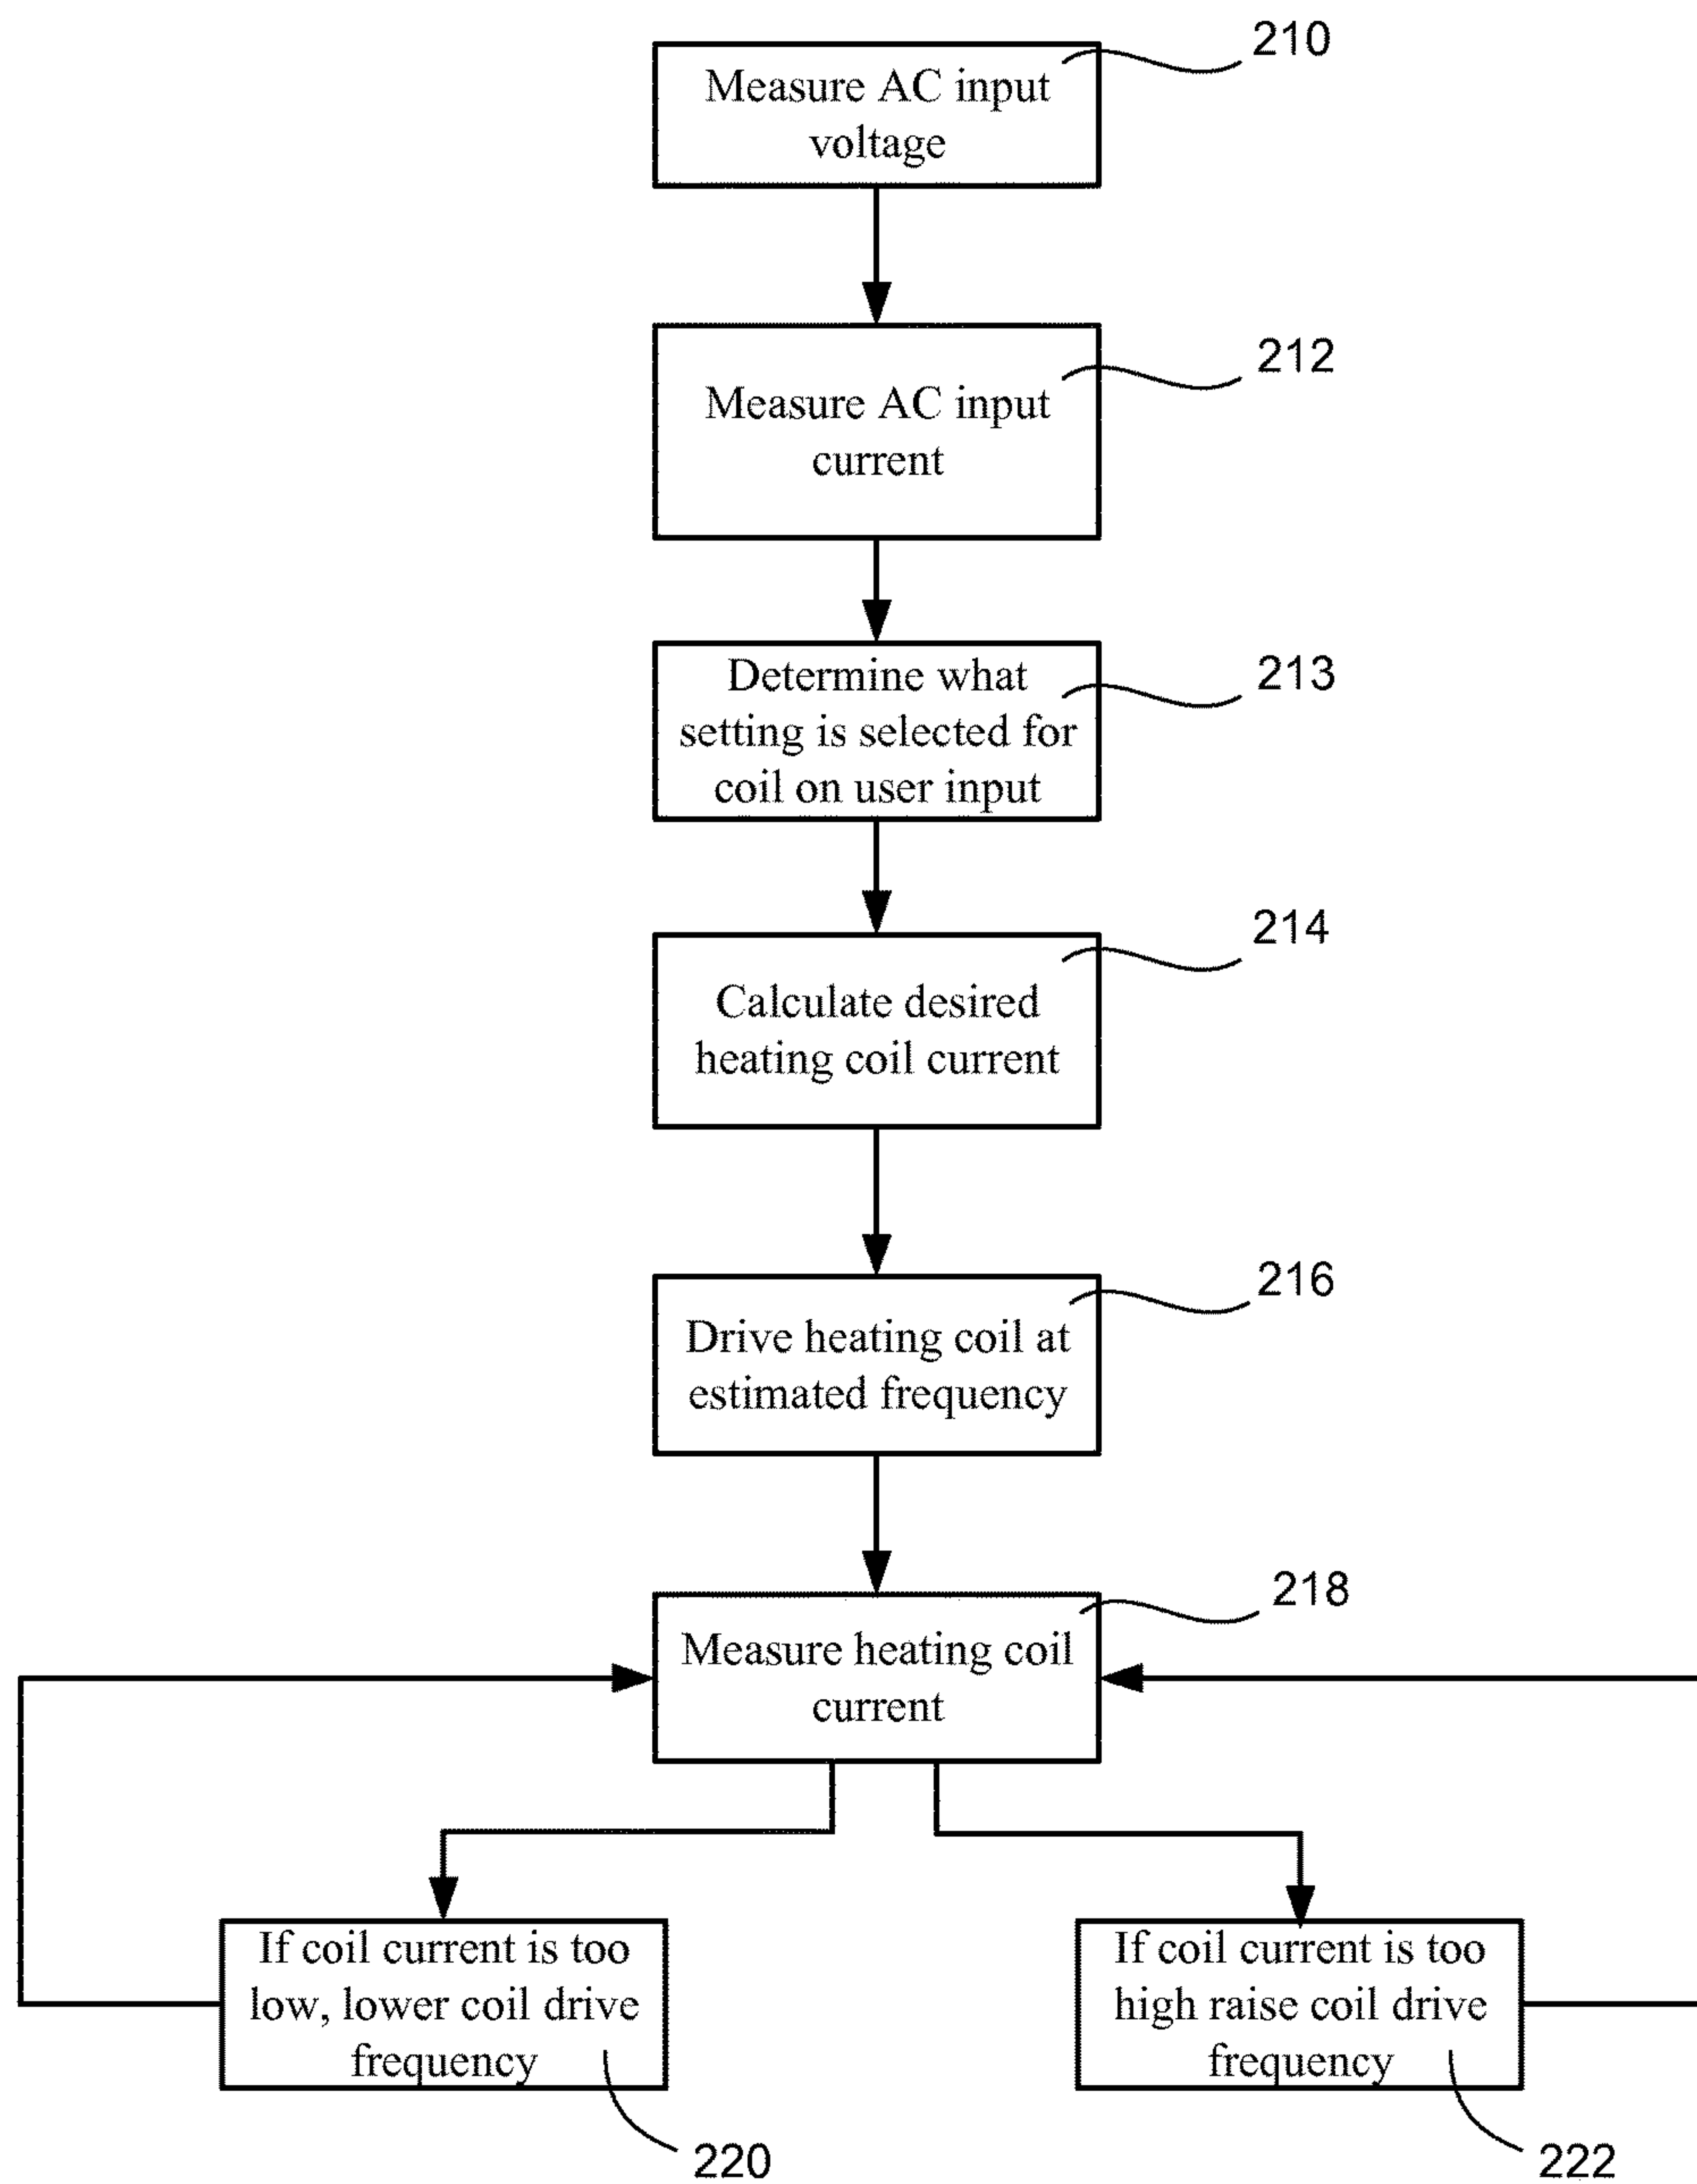 210
Measure AC input
voltage
212
Measure AC input
current
213
Determine what
setting is selected for
coil on user input
214
Calculate desired
heating coil current
216
Drive heating coil at
estimated frequency
218
Measure heating coil
current
If coil current is too
low, lower coil drive
frequency
220
If coil current is too
high raise coil drive
frequency
222